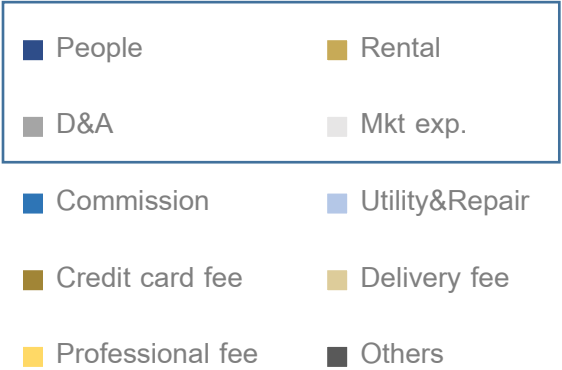 People Rental
D&A Mkt exp.
Commission Utility&Repair
Credit card fee Delivery fee
Professional fee Others